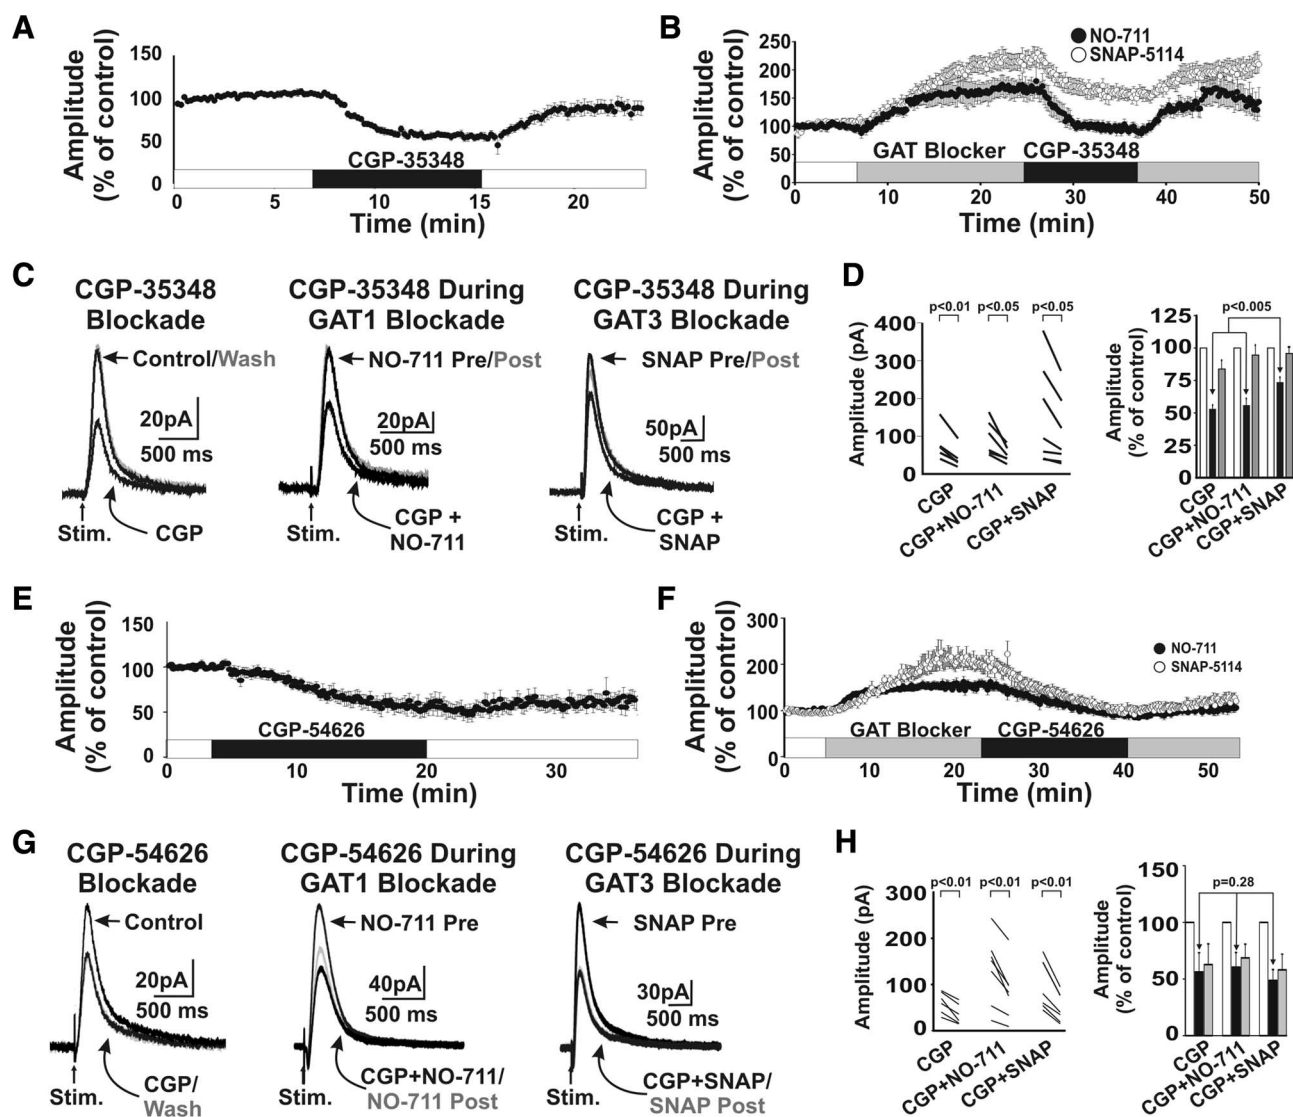 A
Amplitude
(% of control)
150
100
50
0
CGP-35348
0 5 10 15 20
Time (min)
B
Amplitude
(% of control)
250
200
150
100
50
0
NO-711
SNAP-5114
GAT Blocker CGP-35348
0 10 20 30 40 50
Time (min)
C
CGP-35348
Blockade
Control/Wash
20pA
500 ms
Stim.
CGP
CGP-35348 During
GAT1 Blockade
NO-711 Pre/Post
20pA
500 ms
Stim.
CGP +
NO-711
CGP-35348 During
GAT3 Blockade
SNAP Pre/Post
50pA
500 ms
Stim.
CGP +
SNAP
D
Amplitude (pA)
400
300
200
100
0
p<0.01 p<0.05 p<0.05
CGP
CGP+NO-711
CGP+SNAP
Amplitude
(% of control)
125
100
75
50
25
0
p<0.005
CGP
CGP+NO-711
CGP+SNAP
E
Amplitude
(% of control)
150
100
50
0
CGP-54626
0 10 20 30
Time (min)
F
Amplitude
(% of control)
300
200
100
0
NO-711
SNAP-5114
GAT Blocker CGP-54626
0 10 20 30 40 50
Time (min)
G
CGP-54626
Blockade
Control
20pA
500 ms
Stim.
CGP/
Wash
CGP-54626 During
GAT1 Blockade
NO-711 Pre
40pA
500 ms
Stim.
CGP+NO-711/
NO-711 Post
CGP-54626 During
GAT3 Blockade
SNAP Pre
30pA
500 ms
Stim.
CGP+SNAP/
SNAP Post
H
Amplitude (pA)
300
200
100
0
p<0.01 p<0.01 p<0.01
CGP
CGP+NO-711
CGP+SNAP
Amplitude
(% of control)
150
100
50
0
p=0.28
CGP
CGP+NO-711
CGP+SNAP